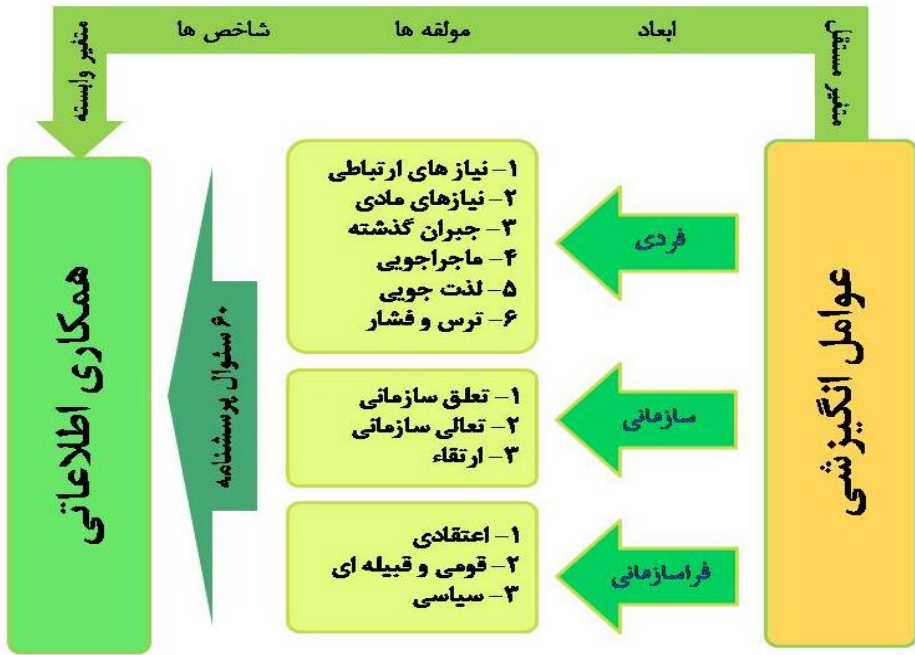 متغیر مستقل
ابعاد
مولقه ها
شاخص ها
متغیر وابسته
عوامل انگیزشی
فردی
۱- نیاز های ارتباطی
۲- نیازهای مادی
۳- جبران گذشته
۴- ماجراجویی
۵- لذت جویی
۶- ترس و فشار
سازمانی
۱- تعلق سازمانی
۲- تعالی سازمانی
۳- ارتقاء
فراسازمانی
۱- اعتقادی
۲- قومی و قبیله ای
۳- سیاسی
۶۰ سئوال پرسشنامه
همکاری اطلاعاتی